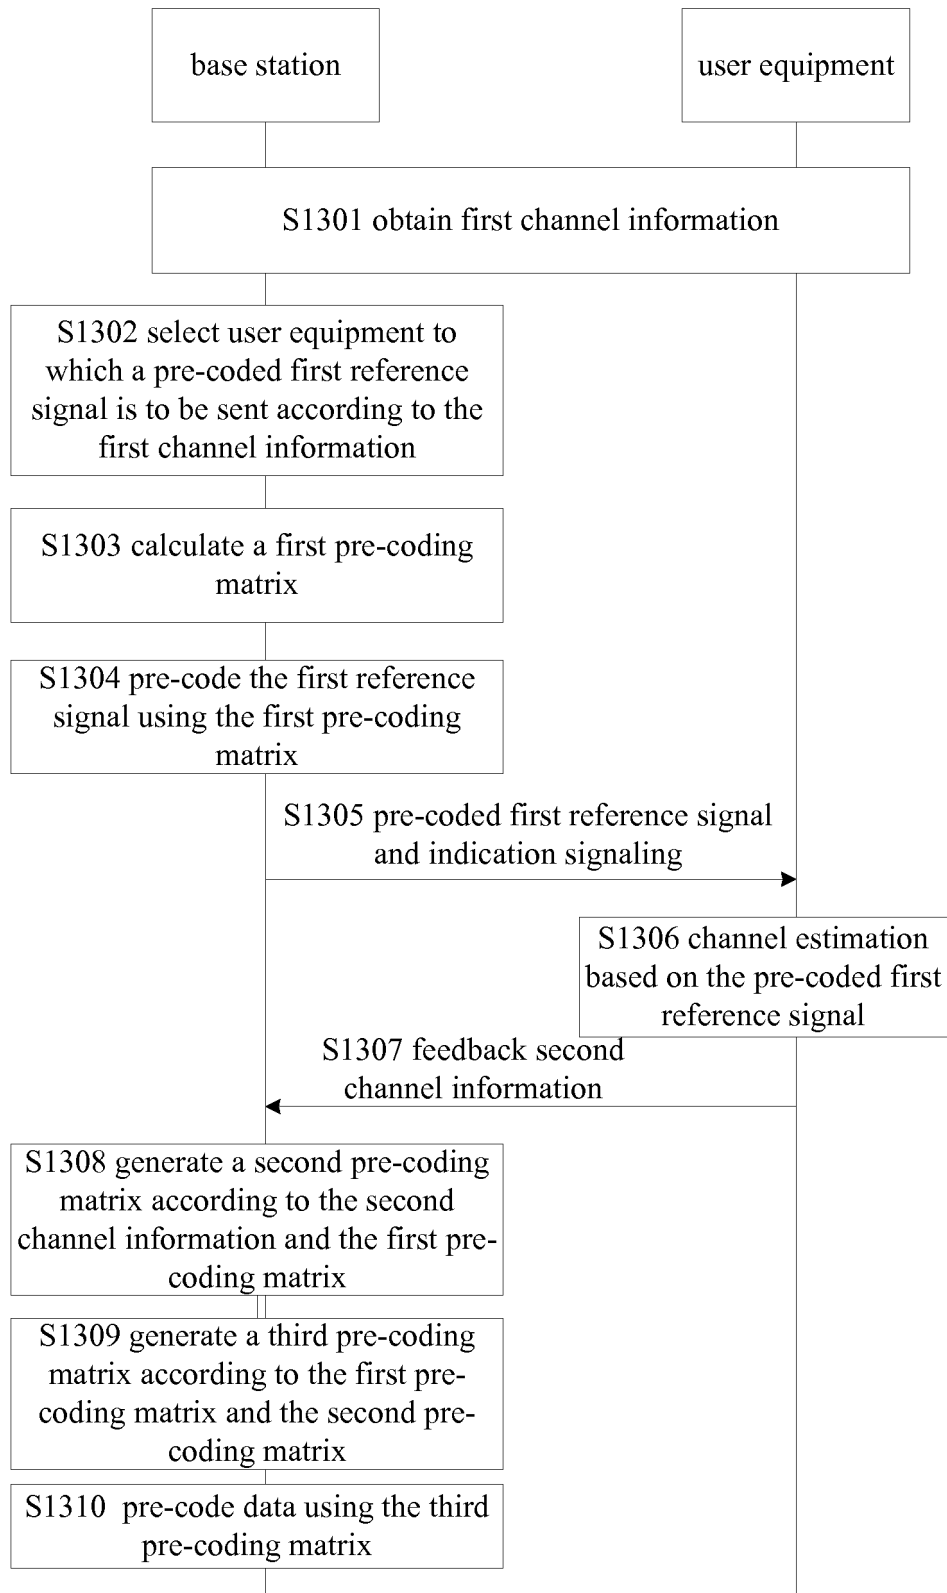 base station
user equipment
S1301 obtain first channel information
S1302 select user equipment to
which a pre-coded first reference
signal is to be sent according to the
first channel information
S1303 calculate a first pre-coding
matrix
S1304 pre-code the first reference
signal using the first pre-coding
matrix
S1305 pre-coded first reference signal
and indication signaling
S1306 channel estimation
based on the pre-coded first
reference signal
S1307 feedback second
channel information
S1308 generate a second pre-coding
matrix according to the second
channel information and the first pre-
coding matrix
S1309 generate a third pre-coding
matrix according to the first pre-
coding matrix and the second pre-
coding matrix
S1310  pre-code data using the third
pre-coding matrix